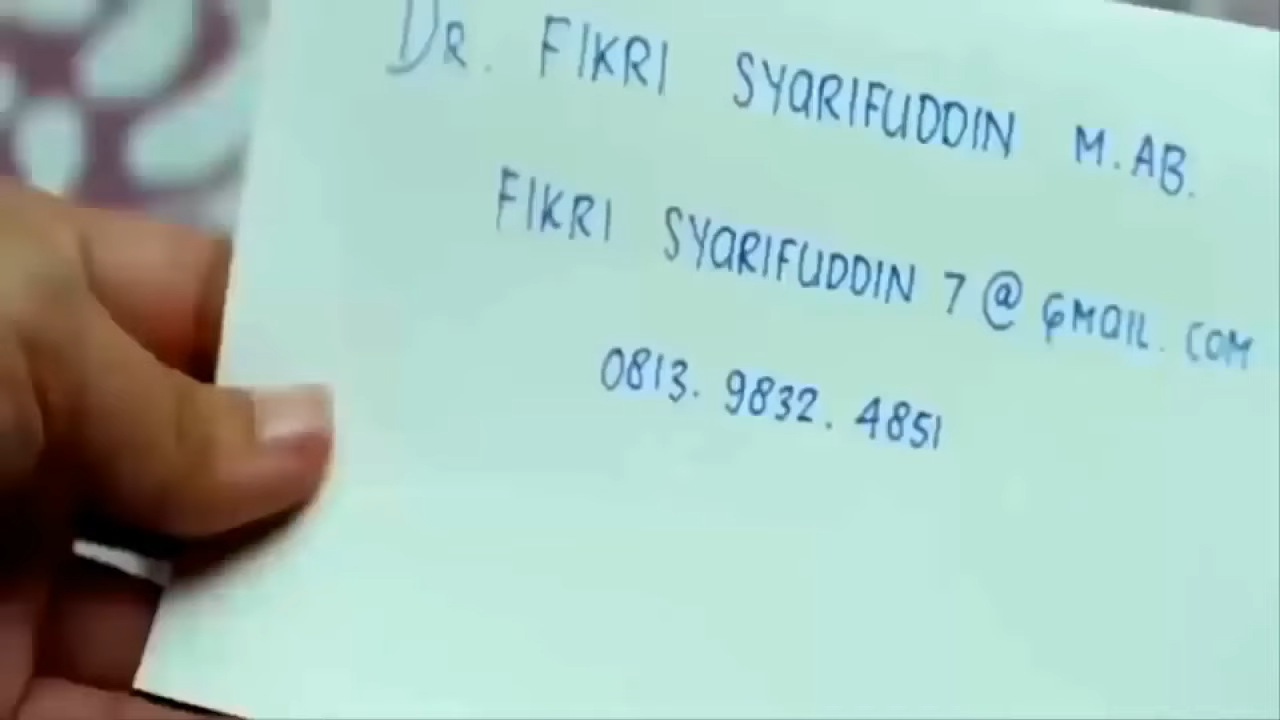 DR. FIKRI SYARIFUDDIN M.AB.
FIKRI SYARIFUDDIN 7 @ GMAIL. COM
0813. 9832. 4851